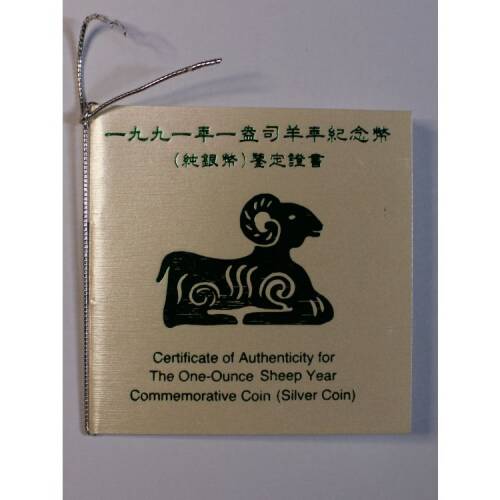 一九九一年一盎司羊年紀念幣
(純銀幣)鑒定證書
Certificate of Authenticity for
The One-Ounce Sheep Year
Commemorative Coin (Silver Coin)